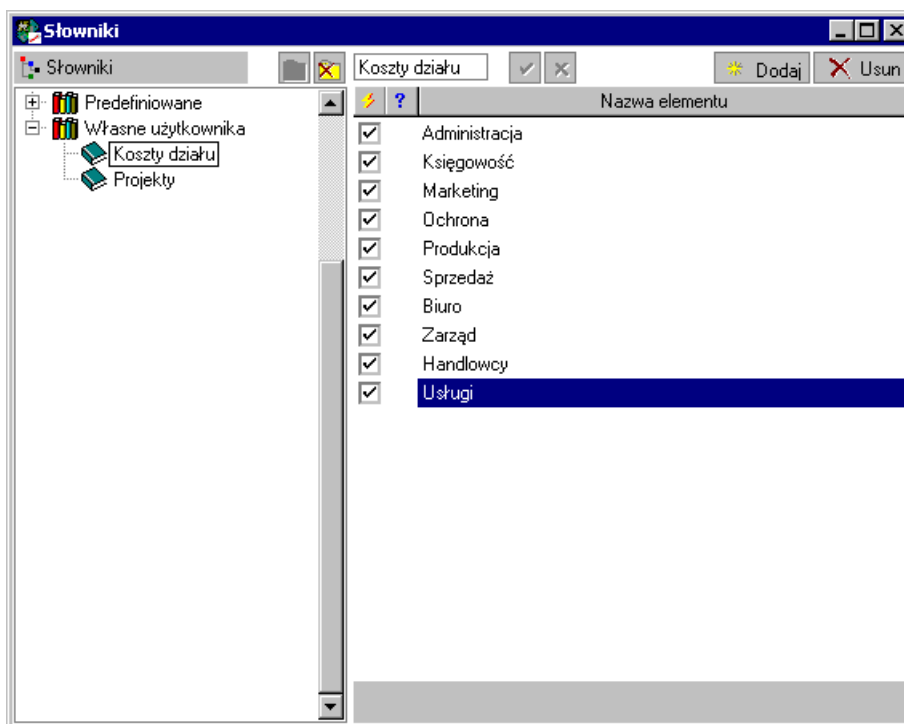 Słowniki
Słowniki
Koszty działu
Dodaj
Usun
Predefiniowane
Własne użytkownika
Koszty działu
Projekty
? Nazwa elementu
Administracja
Księgowość
Marketing
Ochrona
Produkcja
Sprzedaż
Biuro
Zarząd
Handlowcy
Usługi